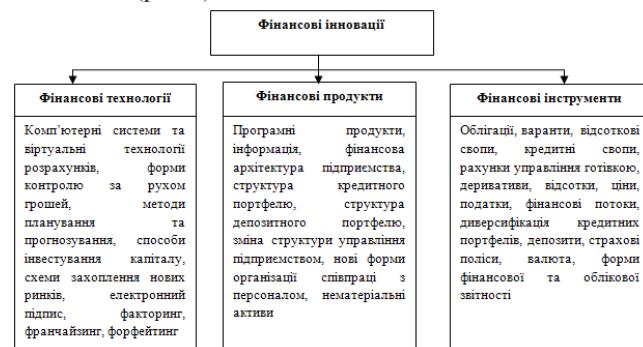 Фінансові інновації
Фінансові технології
Комп'ютерні системи та
віртуальні технології
розрахунків, форми
контролю за рухом
грошей, методи
планування та
прогнозування, способи
інвестування капіталу,
схеми захоплення нових
ринків, електронний
підпис, факторинг,
франчайзинг, форфейтинг
Фінансові продукти
Програмні продукти,
інформація, фінансова
архітектура підприємства,
структура кредитного
портфелю, структура
депозитного портфелю,
зміна структури управління
підприємством, нові форми
організації співпраці з
персоналом, нематеріальні
активи
Фінансові інструменти
Облігації, варанти, відсоткові
свопи, кредитні свопи,
рахунки управління готівкою,
деривативи, відсотки, ціни,
податки, фінансові потоки,
диверсифікація кредитних
портфелів, депозити, страхові
поліси, валюта, форми
фінансової та облікової
звітності